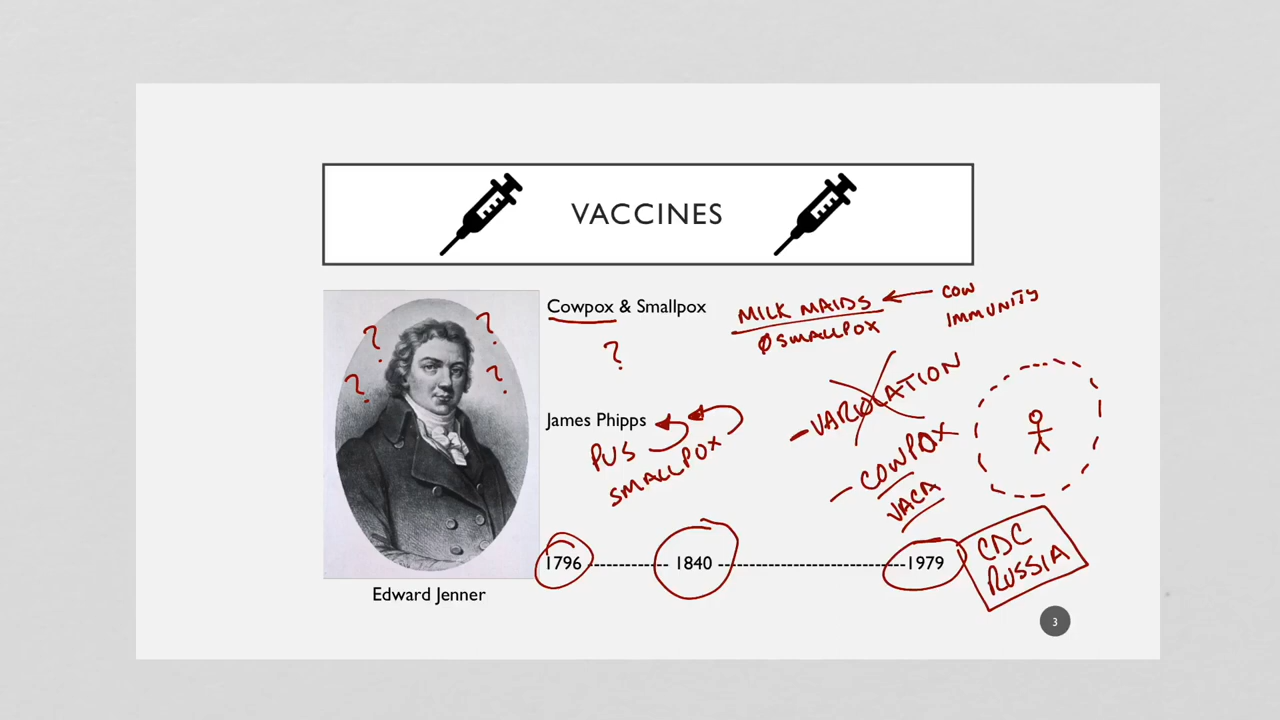 VACCINES
Cowpox & Smallpox
?
MILK MAIDS
Ø SMALLPOX
COW
IMMUNITY
? ? ? ?
James Phipps
PUS
SMALLPOX
- VARIOLATION
- COWPOX
VACA
1796 ------------ 1840 ------------------------------ 1979
CDC
RUSSIA
Edward Jenner
3